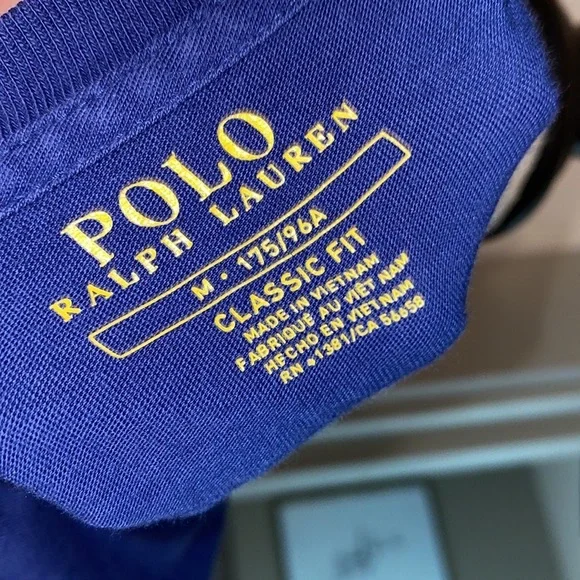 POLO
RALPH LAUREN
M • 175/96A
CLASSIC FIT
MADE IN VIETNAM
FABRIQUÉ AU VIÊT NAM
HECHO EN VIETNAM
RN 41381/CA 56658